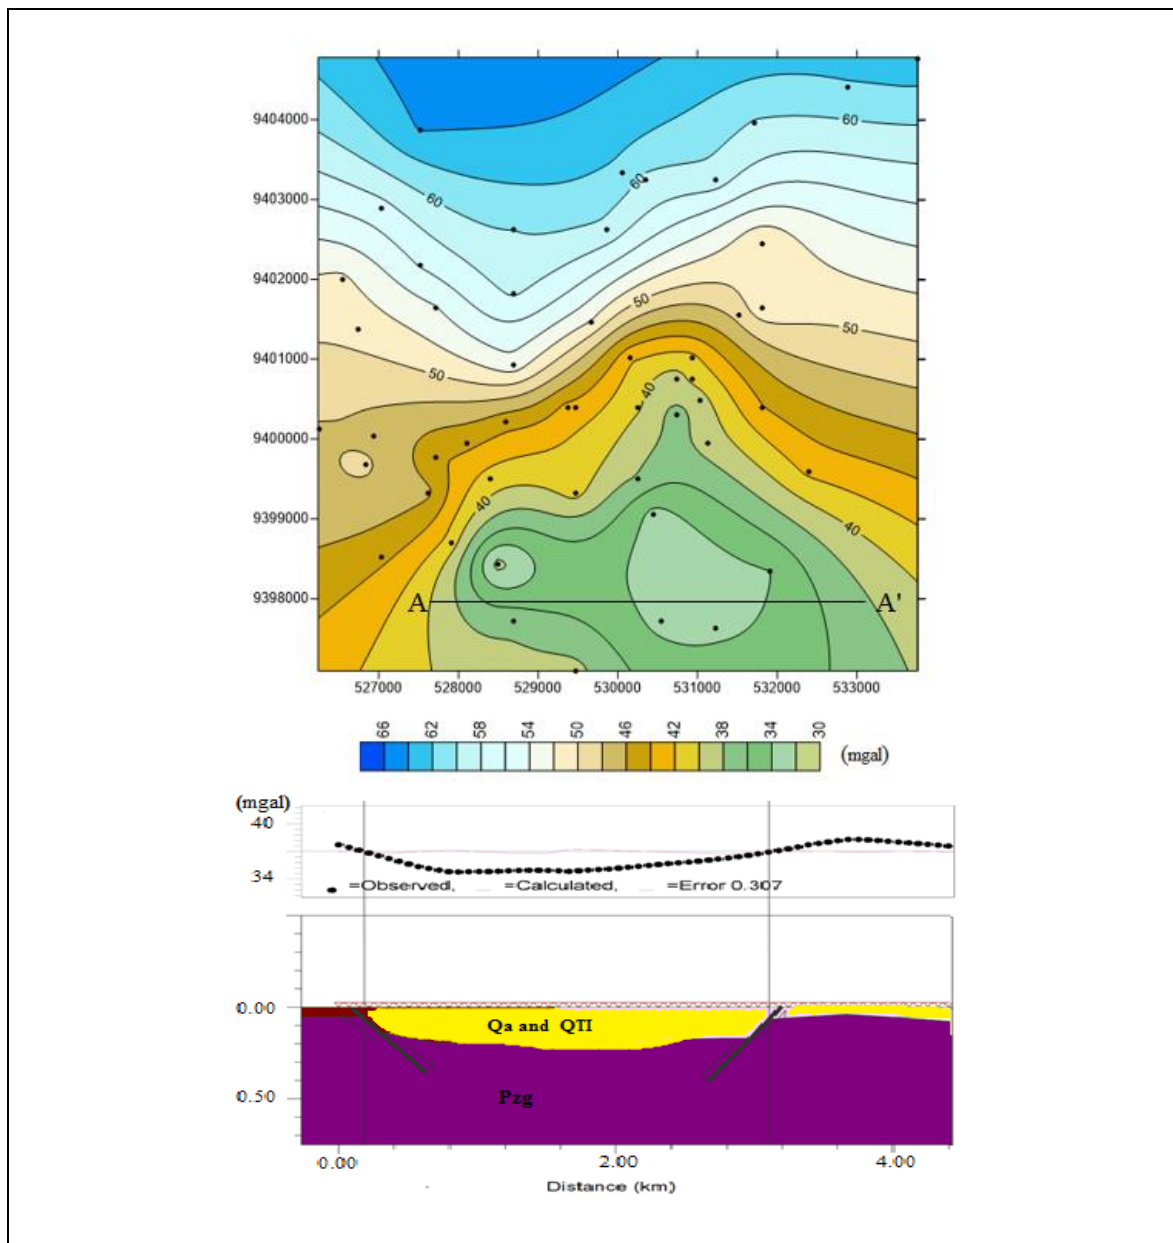 9404000
60
60
9403000
60
9402000
50
50
9401000
50
40
9400000
40
9399000
40
9398000
A A'
527000 528000 529000 530000 531000 532000 533000
66 62 58 54 50 46 42 38 34 30
(mgal)
(mgal)
40
34
=Observed, =Calculated, =Error 0.307
0.00
Qa and QTI
0.50
Pzg
0.00 2.00 4.00
Distance (km)